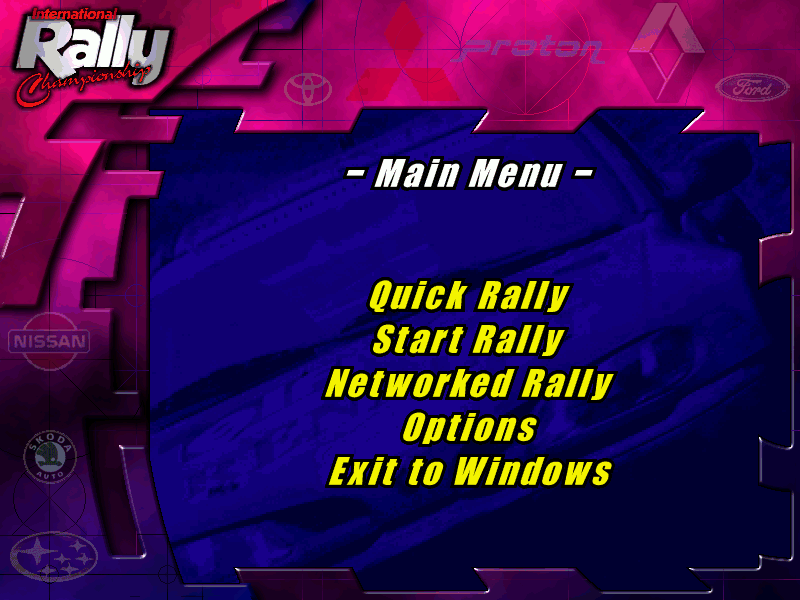 International
Rally
Championship
PROTON
Ford
- Main Menu -
Quick Rally
Start Rally
Networked Rally
Options
Exit to Windows
NISSAN
SKODA
AUTO